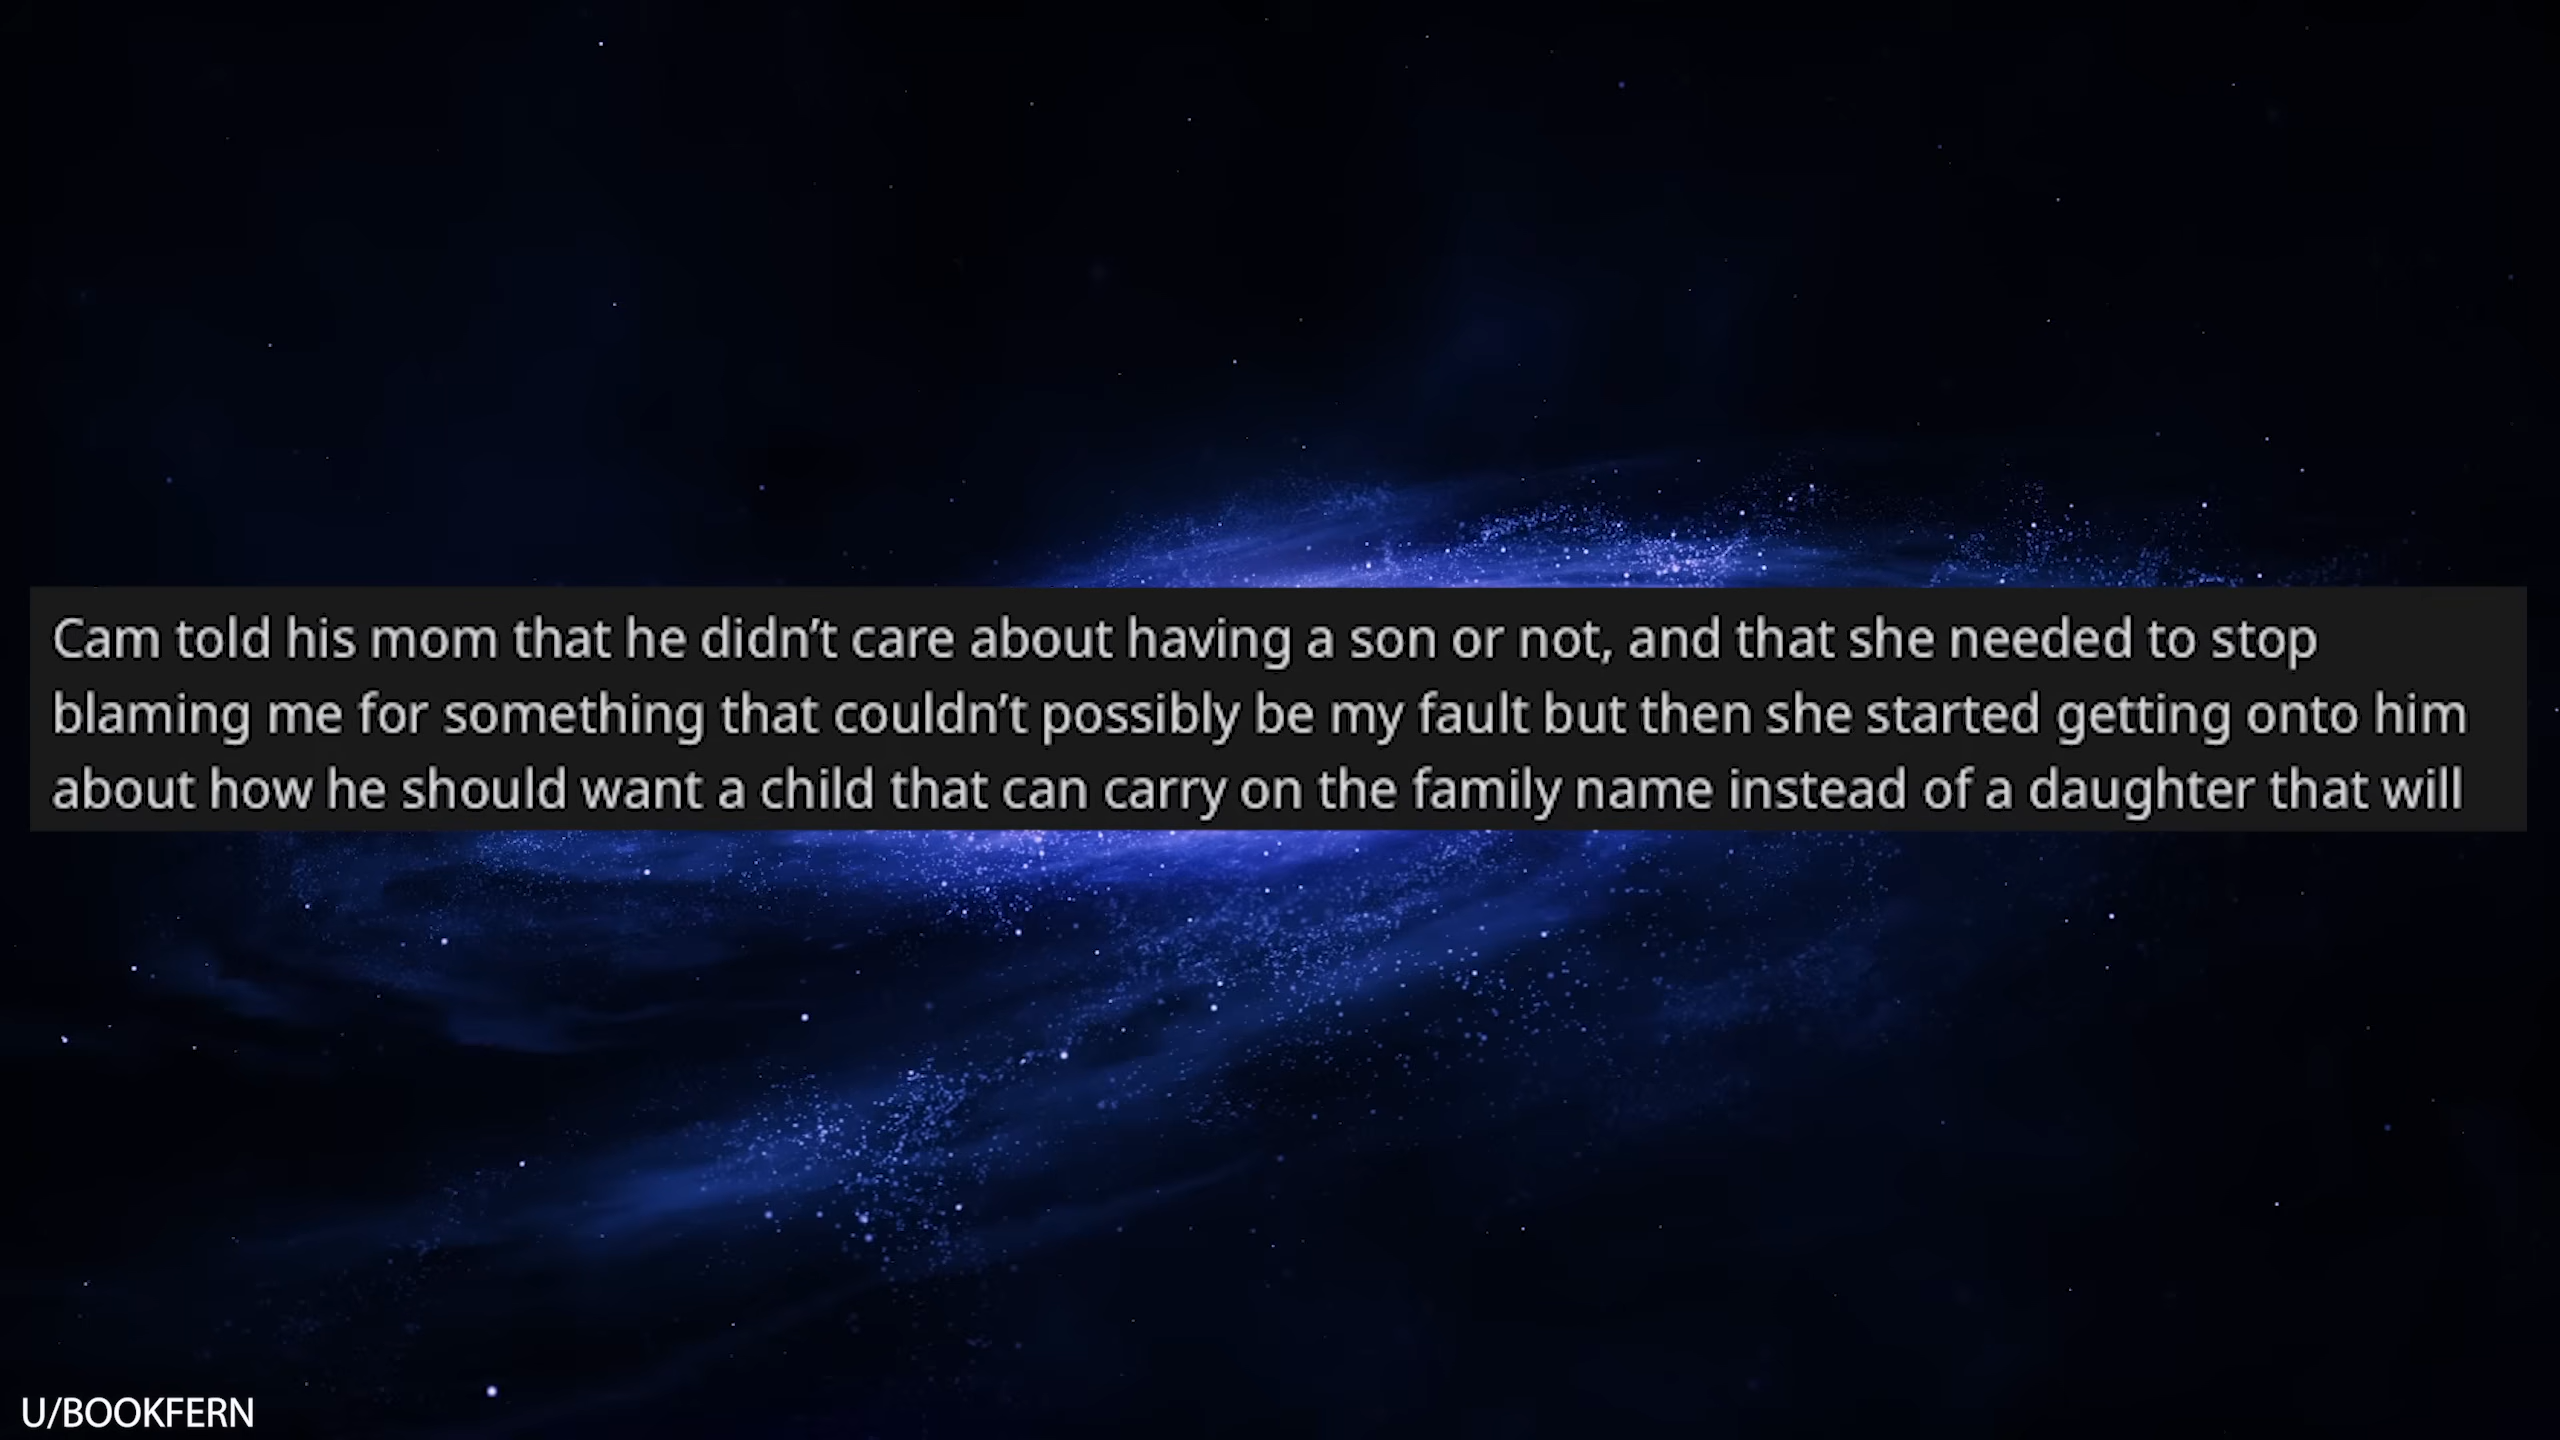 Cam told his mom that he didn’t care about having a son or not, and that she needed to stop
blaming me for something that couldn’t possibly be my fault but then she started getting onto him
about how he should want a child that can carry on the family name instead of a daughter that will
U/BOOKFERN